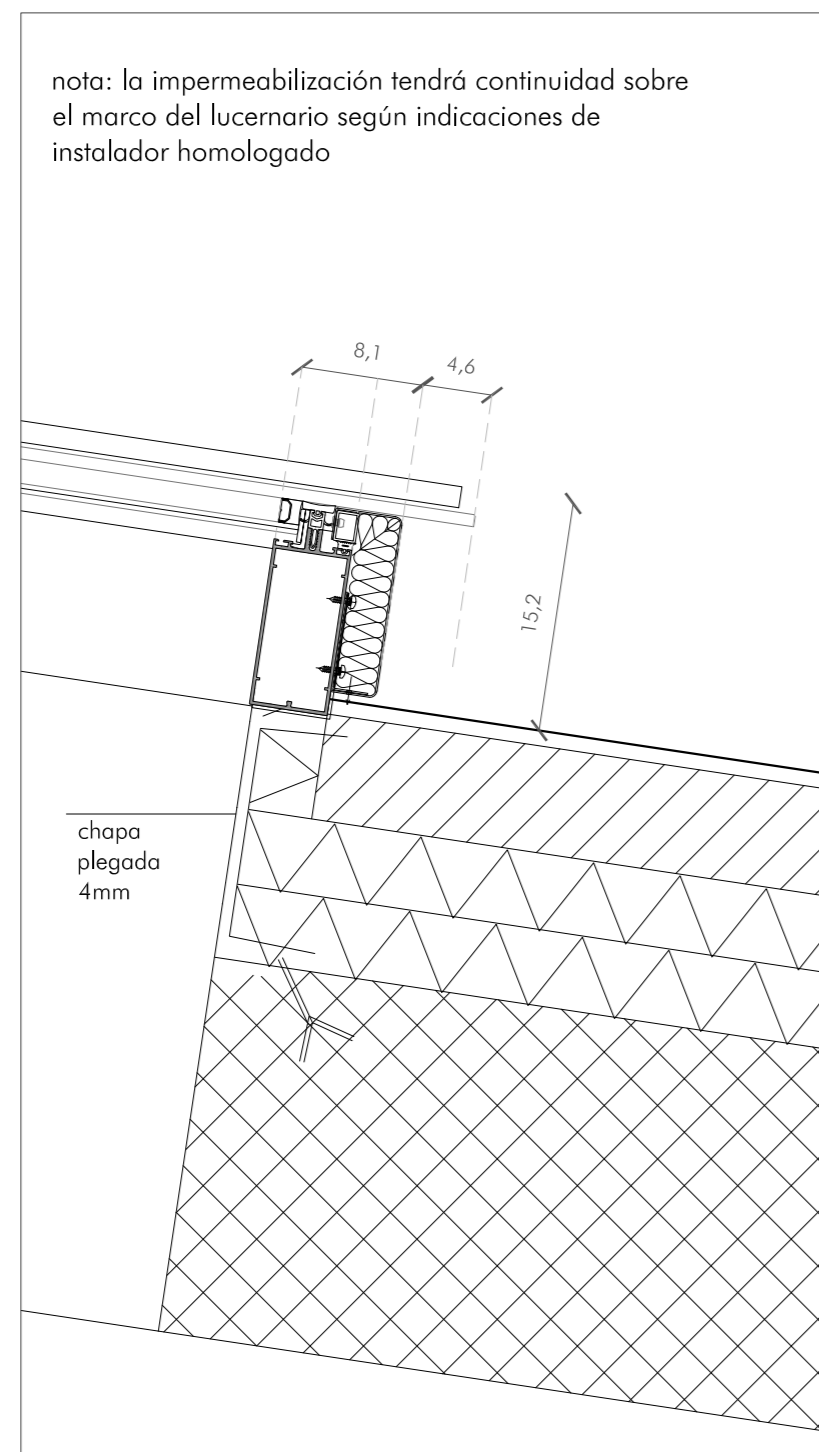 nota: la impermeabilización tendrá continuidad sobre
el marco del lucernario según indicaciones de
instalador homologado
8,1
4,6
15,2
chapa
plegada
4mm